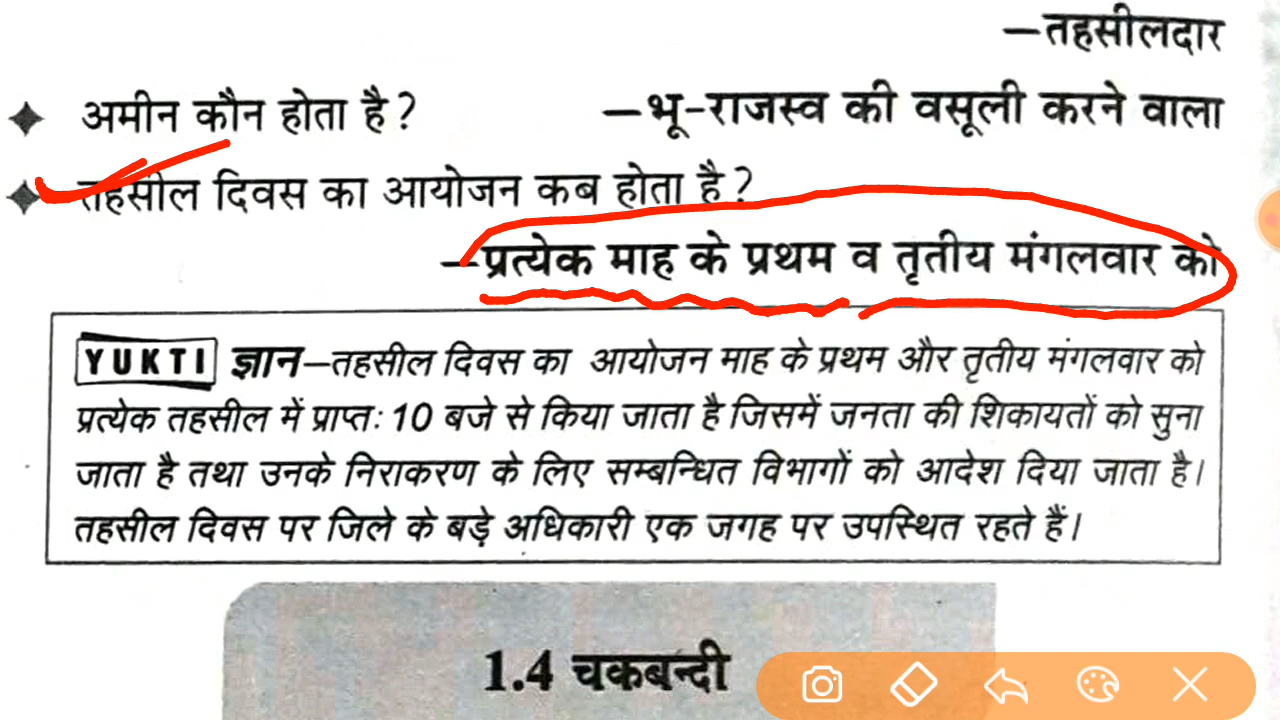 —तहसीलदार
✦ अमीन कौन होता है? —भू-राजस्व की वसूली करने वाला
✦ तहसील दिवस का आयोजन कब होता है?
—प्रत्येक माह के प्रथम व तृतीय मंगलवार को
YUKTI ज्ञान—तहसील दिवस का आयोजन माह के प्रथम और तृतीय मंगलवार को
प्रत्येक तहसील में प्राप्त: 10 बजे से किया जाता है जिसमें जनता की शिकायतों को सुना
जाता है तथा उनके निराकरण के लिए सम्बन्धित विभागों को आदेश दिया जाता है।
तहसील दिवस पर जिले के बड़े अधिकारी एक जगह पर उपस्थित रहते हैं।
1.4 चकबन्दी